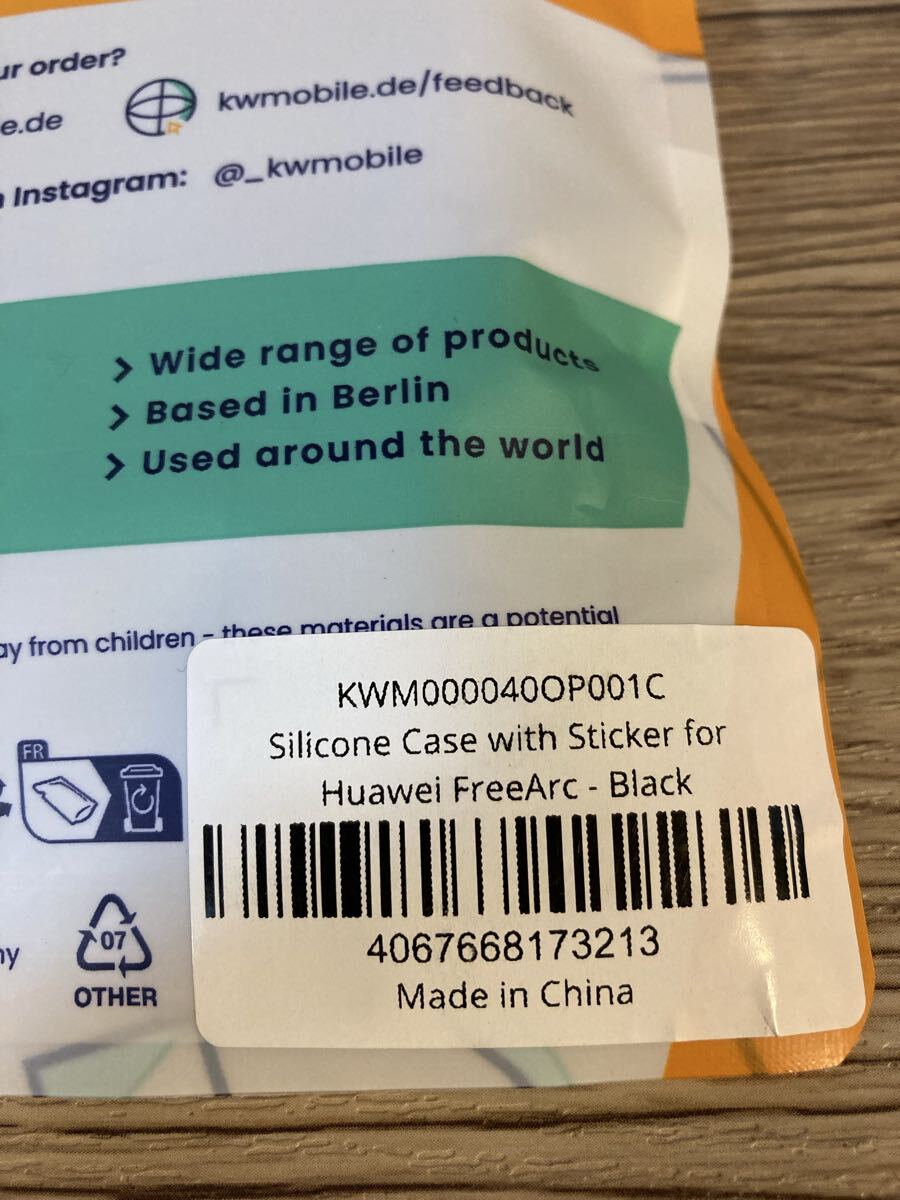 ur order?
e.de
kwmobile.de/feedback
Instagram: @_kwmobile
> Wide range of products
> Based in Berlin
> Used around the world
ay from children - these materials are a potential
KWM000040OP001C
Silicone Case with Sticker for
Huawei FreeArc - Black
4067668173213
Made in China
FR
07
OTHER
ny